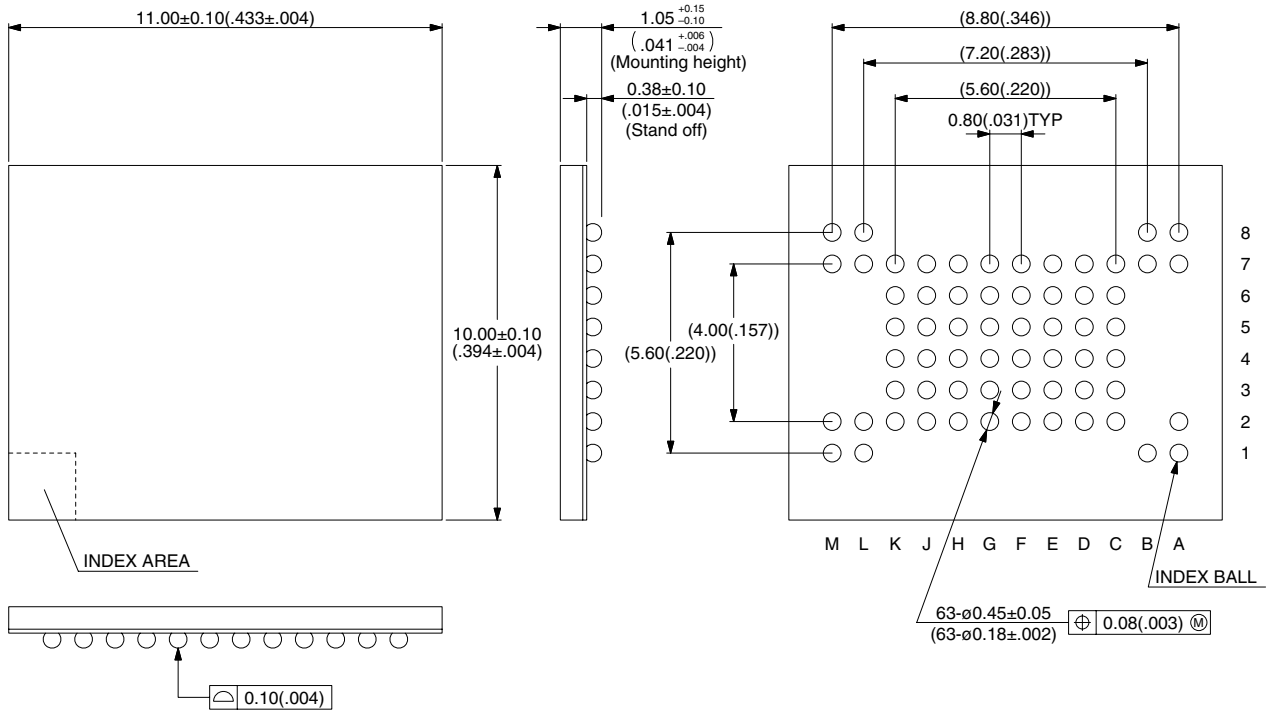 11.00±0.10(.433±.004)
1.05 +0.15 −0.10
(.041 +.006 −.004)
(Mounting height)
0.38±0.10
(.015±.004)
(Stand off)
(8.80(.346))
(7.20(.283))
(5.60(.220))
0.80(.031)TYP
10.00±0.10
(.394±.004)
(5.60(.220))
(4.00(.157))
8
7
6
5
4
3
2
1
M L K J H G F E D C B A
INDEX AREA
INDEX BALL
63-ø0.45±0.05
(63-ø0.18±.002)
⌖ 0.08(.003) Ⓜ
⌓ 0.10(.004)